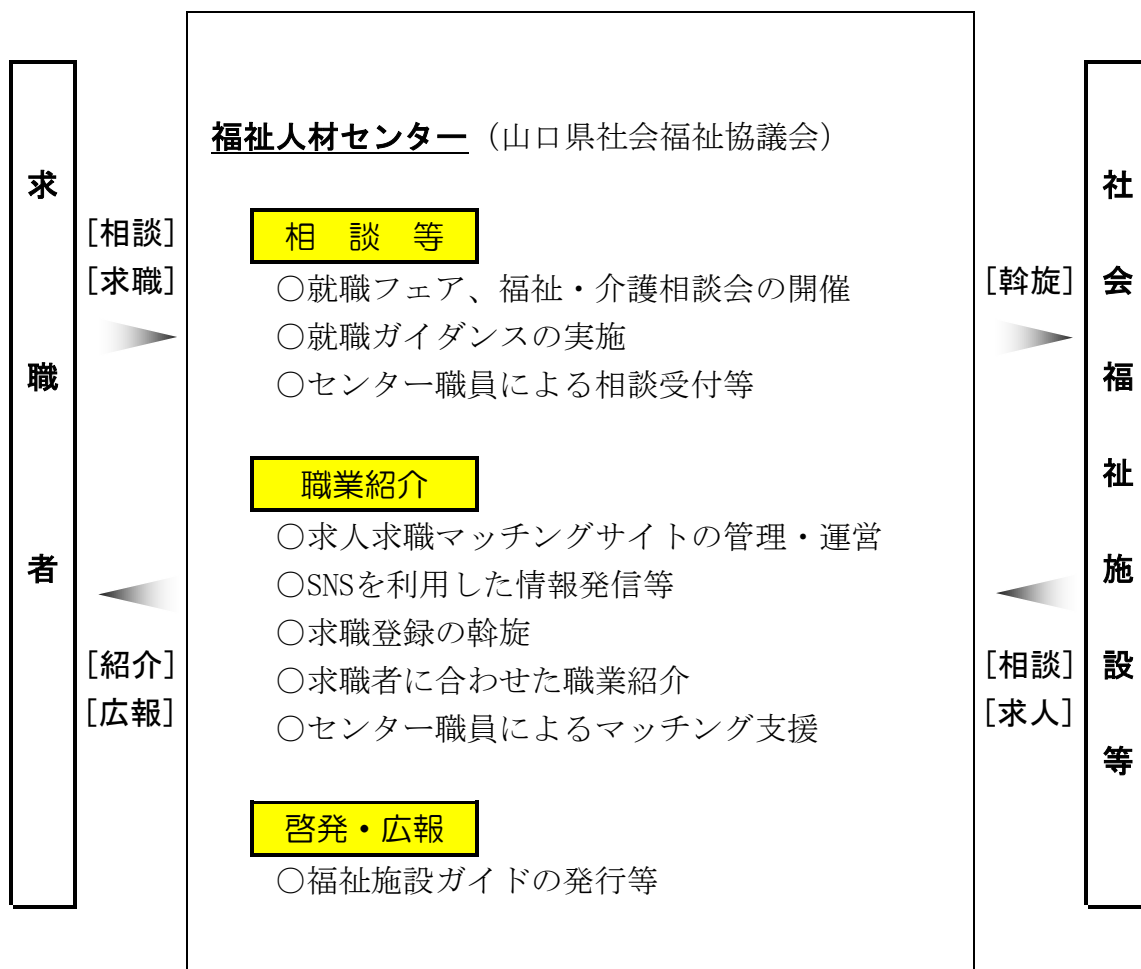 求職者
[相談]
[求職]
[紹介]
[広報]
福祉人材センター（山口県社会福祉協議会）
相　談　等
○就職フェア、福祉・介護相談会の開催
○就職ガイダンスの実施
○センター職員による相談受付等
職業紹介
○求人求職マッチングサイトの管理・運営
○SNSを利用した情報発信等
○求職登録の斡旋
○求職者に合わせた職業紹介
○センター職員によるマッチング支援
啓発・広報
○福祉施設ガイドの発行等
[斡旋]
[相談]
[求人]
社会福祉施設等